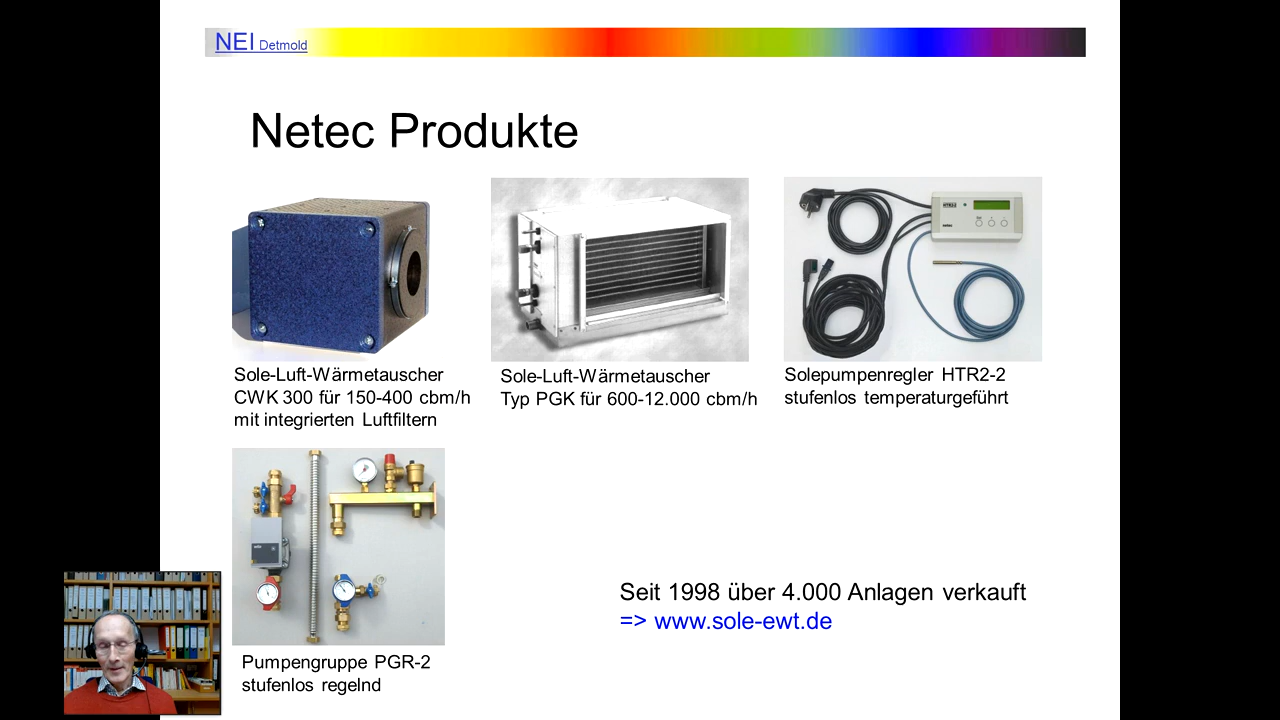 NEI Detmold
Netec Produkte
Sole-Luft-Wärmetauscher
CWK 300 für 150-400 cbm/h
mit integrierten Luftfiltern
Sole-Luft-Wärmetauscher
Typ PGK für 600-12.000 cbm/h
HTR2-2
Solepumpenregler HTR2-2
stufenlos temperaturgeführt
Pumpengruppe PGR-2
stufenlos regelnd
Seit 1998 über 4.000 Anlagen verkauft
=> www.sole-ewt.de